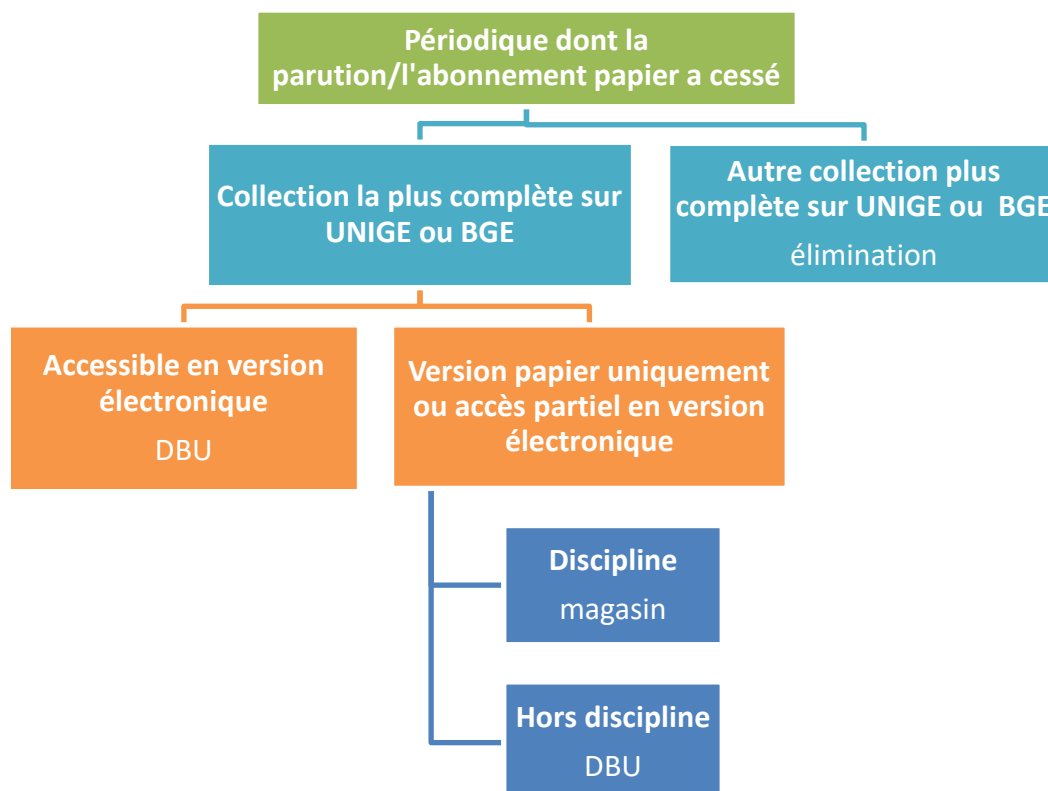 Périodique dont la
parution/l'abonnement papier a cessé
Collection la plus complète sur
UNIGE ou BGE
Autre collection plus
complète sur UNIGE ou  BGE
élimination
Accessible en version
électronique
DBU
Version papier uniquement
ou accès partiel en version
électronique
Discipline
magasin
Hors discipline
DBU